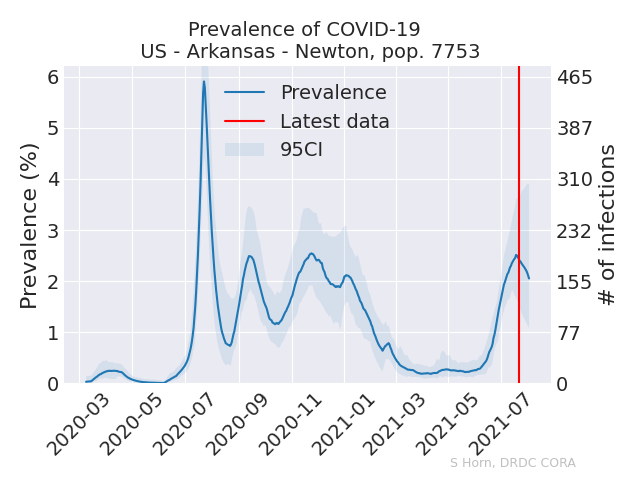 Prevalence of COVID-19
US - Arkansas - Newton, pop. 7753
Prevalence (%)
6
5
4
3
2
1
0
Prevalence
Latest data
95CI
465
387
310
232
155
77
0
# of infections
2020-03
2020-05
2020-07
2020-09
2020-11
2021-01
2021-03
2021-05
2021-07
S Horn, DRDC CORA